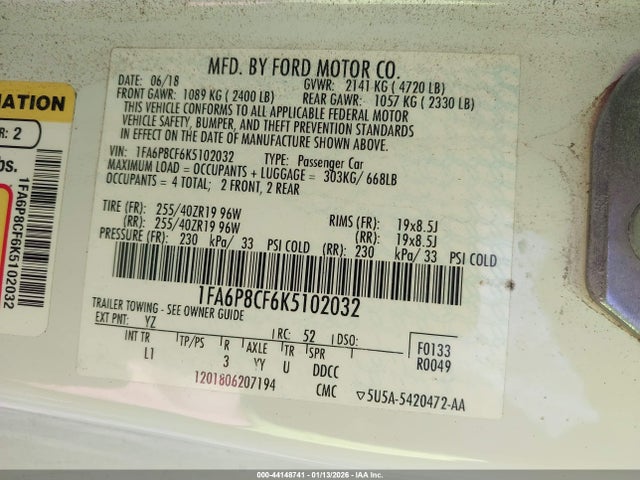 MFD. BY FORD MOTOR CO.
DATE: 06/18 GVWR: 2141 KG ( 4720 LB)
FRONT GAWR: 1089 KG ( 2400 LB) REAR GAWR: 1057 KG ( 2330 LB)
THIS VEHICLE CONFORMS TO ALL APPLICABLE FEDERAL MOTOR
VEHICLE SAFETY, BUMPER, AND THEFT PREVENTION STANDARDS
IN EFFECT ON THE DATE OF MANUFACTURE SHOWN ABOVE.
VIN: 1FA6P8CF6K5102032 TYPE: Passenger Car
MAXIMUM LOAD = OCCUPANTS + LUGGAGE = 303KG/ 668LB
OCCUPANTS = 4 TOTAL; 2 FRONT, 2 REAR
TIRE (FR): 255/40ZR19 96W RIMS (FR): 19x8.5J
(RR): 255/40ZR19 96W (RR): 19x8.5J
PRESSURE (FR): 230 kPa/ 33 PSI COLD (RR): 230 kPa/ 33 PSI COLD
1FA6P8CF6K5102032
TRAILER TOWING - SEE OWNER GUIDE
EXT PNT: YZ RC: 52 DSO:
INT TR TP/PS R AXLE TR SPR
L1 3 YY U DDCC
F0133
R0049
1201806207194 CMC ▽5U5A-5420472-AA
MATION
R: 2
bs.
1FA6P8CF6K5102032
000-44148741 - 01/13/2026 - IAA Inc.